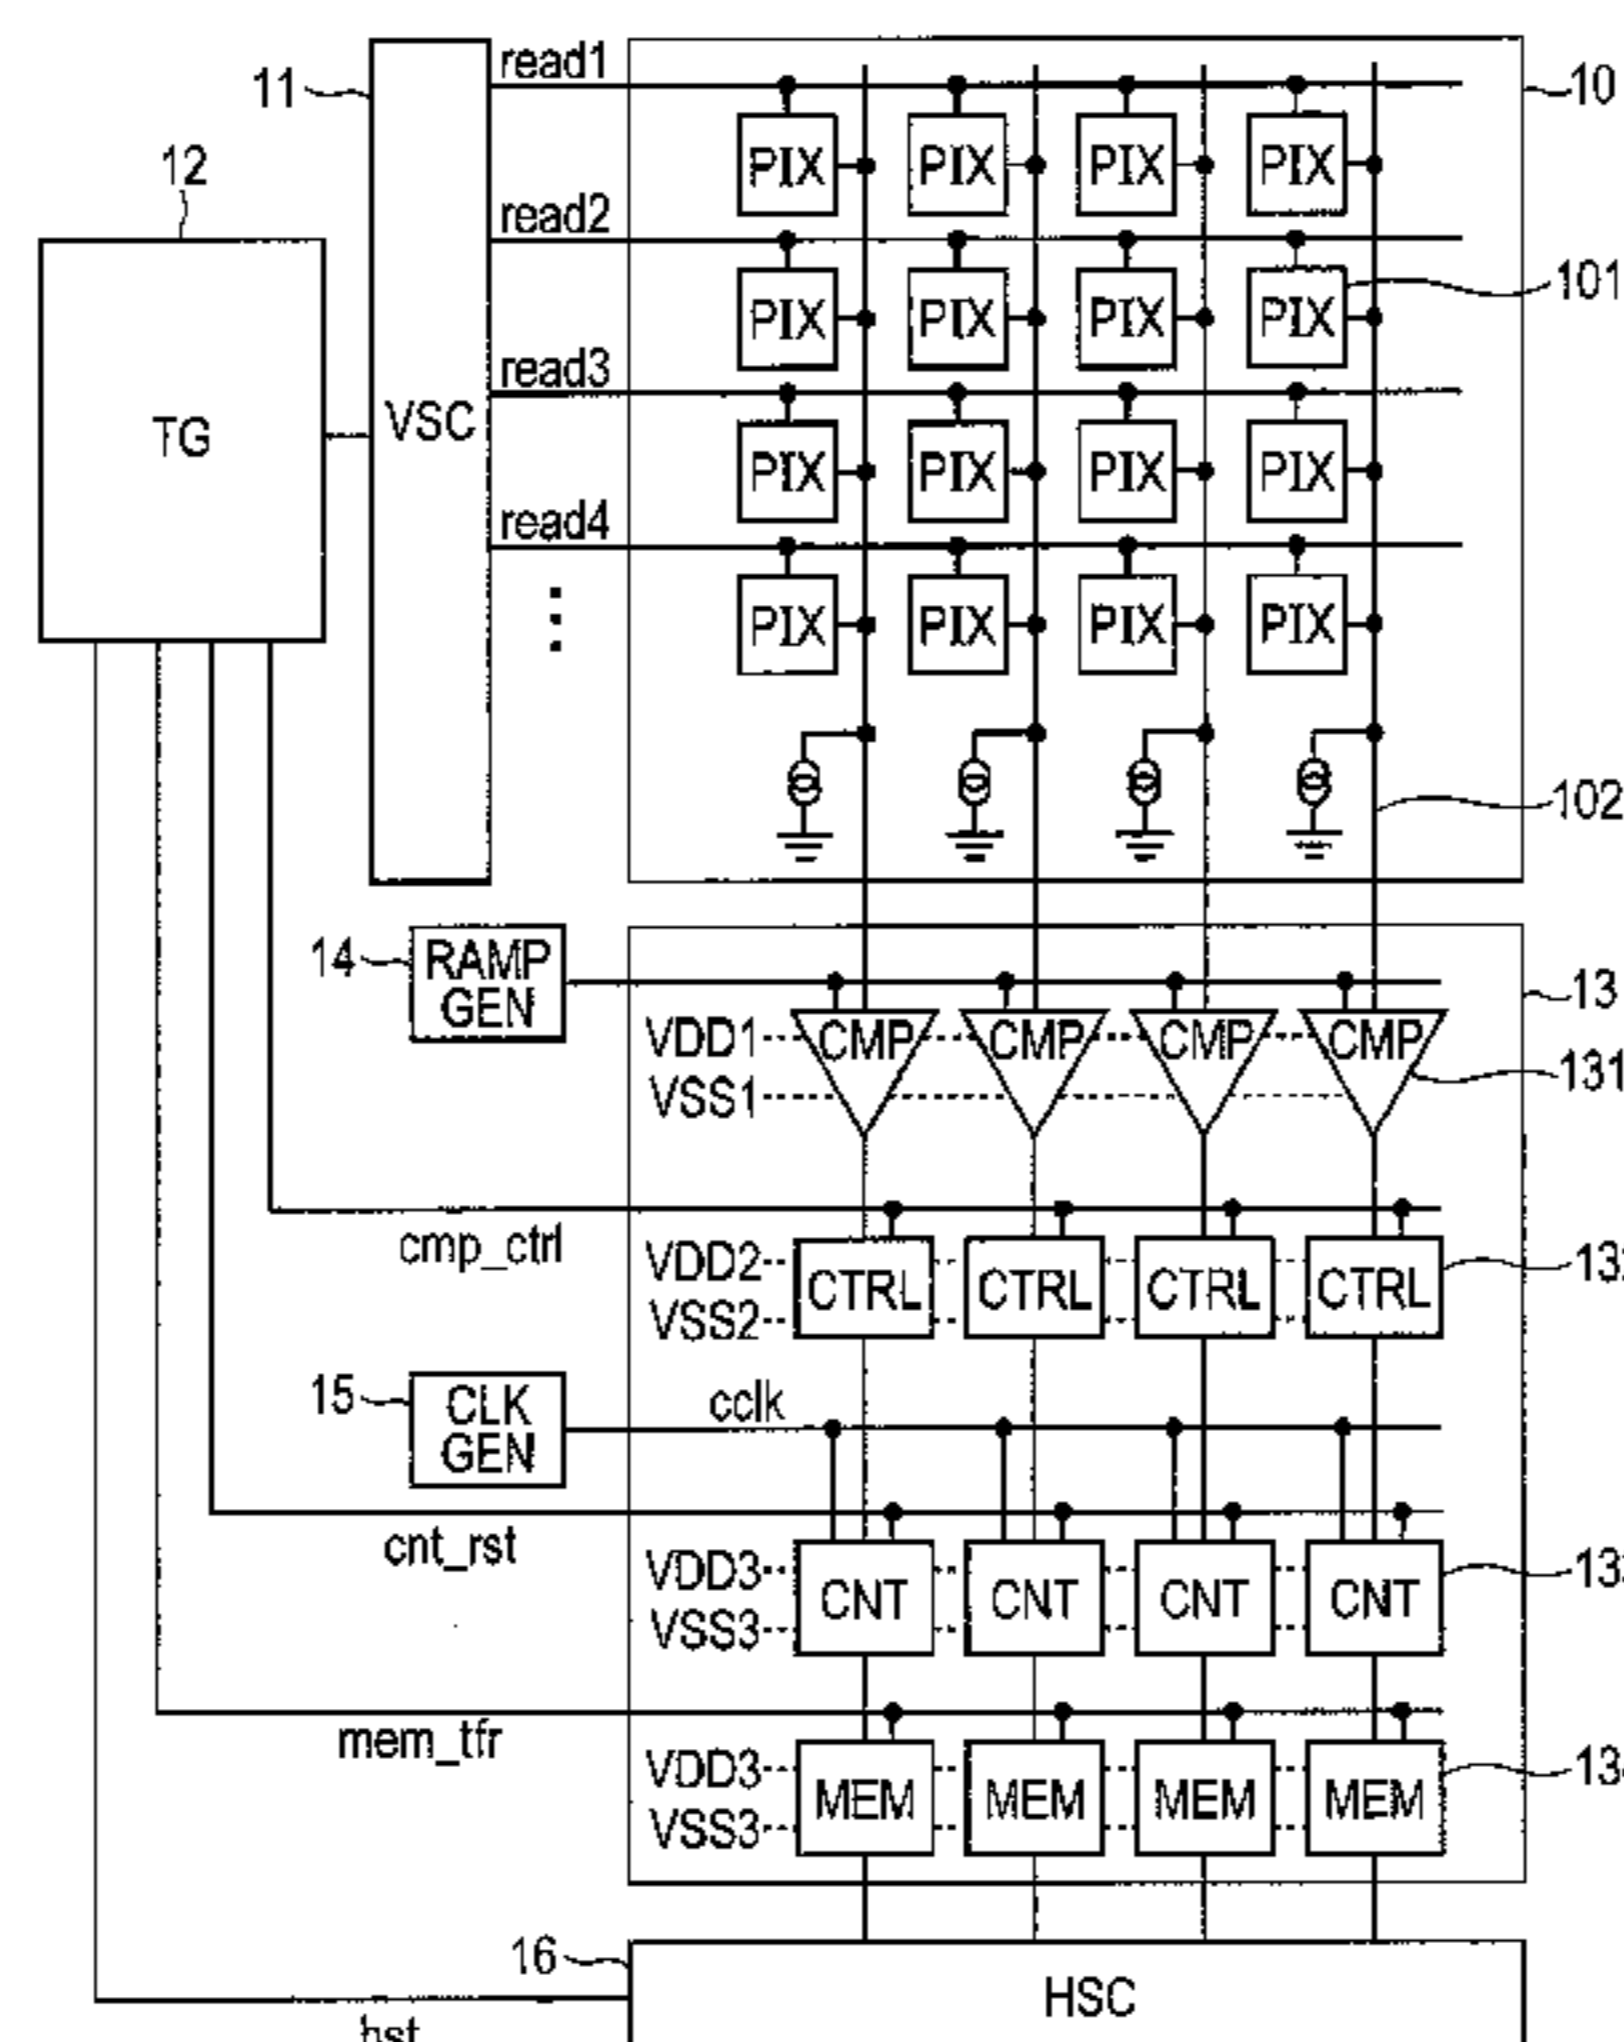 read1
11
10
PIX PIX PIX PIX
12
read2
101
PIX PIX PIX PIX
read3
TG
VSC
PIX PIX PIX PIX
read4
PIX PIX PIX PIX
102
14
RAMP
GEN
13
VDD1
CMP CMP CMP CMP
131
VSS1
cmp_ctrl
VDD2
CTRL CTRL CTRL CTRL
VSS2
15
CLK
GEN
cclk
cnt_rst
VDD3
CNT CNT CNT CNT
VSS3
mem_tfr
VDD3
MEM MEM MEM MEM
VSS3
16
HSC